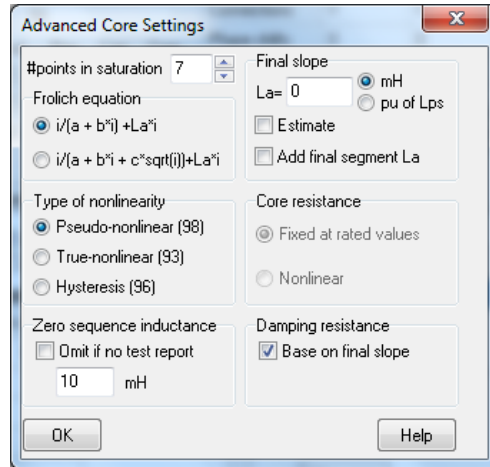 Advanced Core Settings
#points in saturation 7
Frolich equation
i/(a + b*i) +La*i
i/(a + b*i + c*sqrt(i))+La*i
Final slope
La= 0
mH
pu of Lps
Estimate
Add final segment La
Type of nonlinearity
Pseudo-nonlinear (98)
True-nonlinear (93)
Hysteresis (96)
Core resistance
Fixed at rated values
Nonlinear
Zero sequence inductance
Omit if no test report
10 mH
Damping resistance
Base on final slope
OK
Help